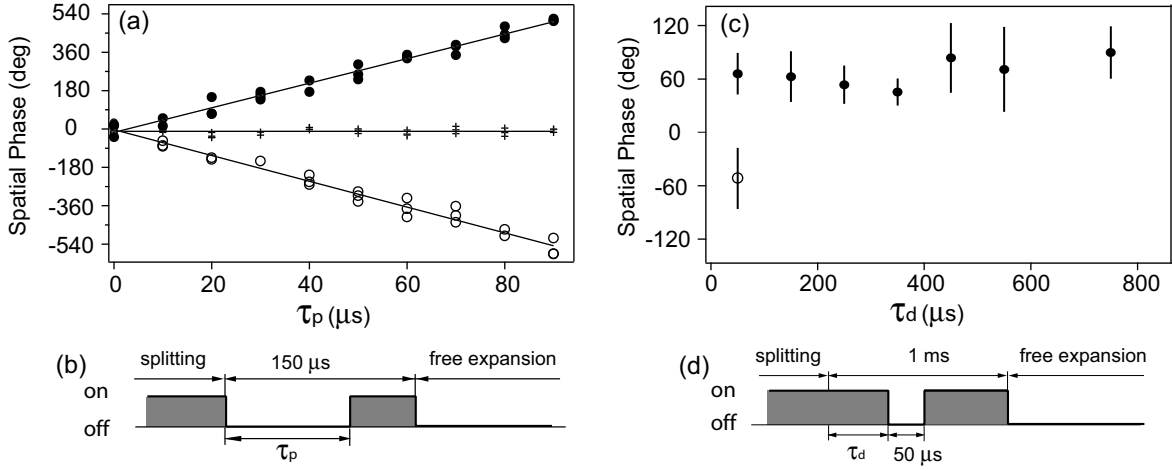 (a)
Spatial Phase (deg)
540
360
180
0
-180
-360
-540
0 20 40 60 80
τp (μs)
(b)
splitting 150 μs free expansion
on
off
τp
(c)
Spatial Phase (deg)
120
60
0
-60
-120
0 200 400 600 800
τd (μs)
(d)
splitting 1 ms free expansion
on
off
τd 50 μs